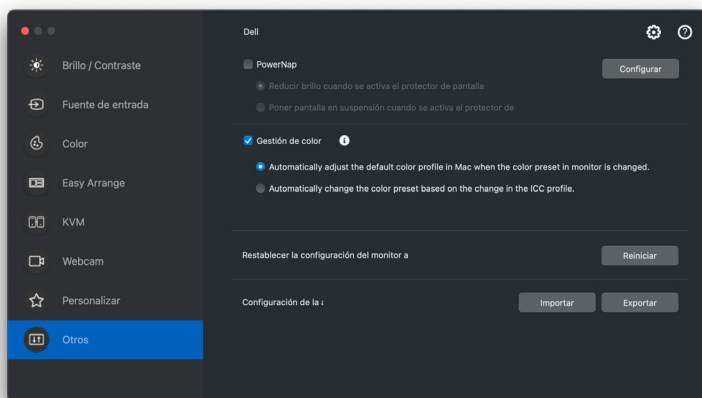 Dell
Brillo / Contraste
Fuente de entrada
Color
Easy Arrange
KVM
Webcam
Personalizar
Otros
PowerNap
Configurar
Reducir brillo cuando se activa el protector de pantalla
Poner pantalla en suspensión cuando se activa el protector de
Gestión de color
Automatically adjust the default color profile in Mac when the color preset in monitor is changed.
Automatically change the color preset based on the change in the ICC profile.
Restablecer la configuración del monitor a
Reiniciar
Configuración de la
Importar
Exportar